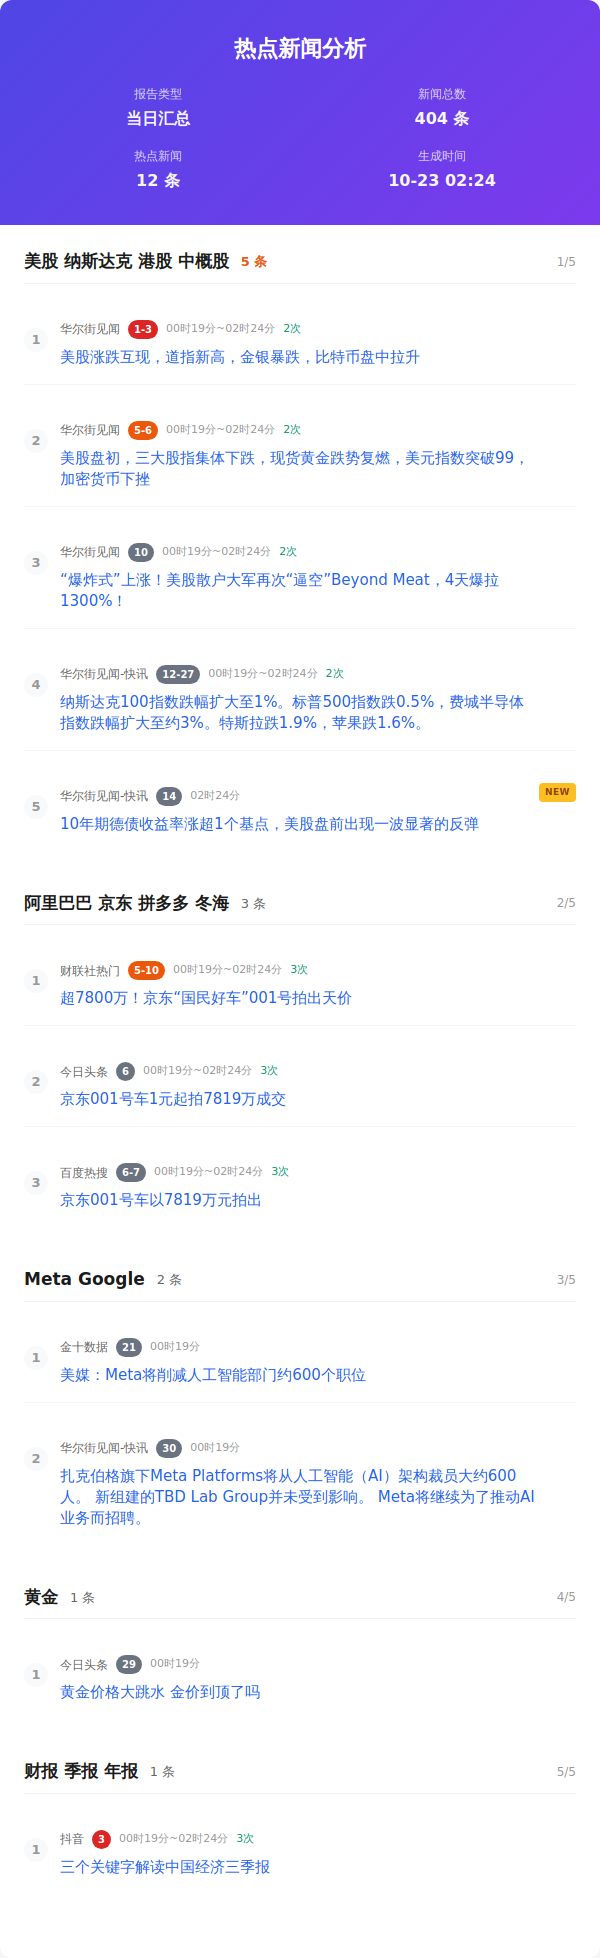 热点新闻分析
报告类型
当日汇总
新闻总数
404 条
热点新闻
12 条
生成时间
10-23 02:24
美股 纳斯达克 港股 中概股 5 条 1/5
1
华尔街见闻 1-3 00时19分~02时24分 2次
美股涨跌互现，道指新高，金银暴跌，比特币盘中拉升
2
华尔街见闻 5-6 00时19分~02时24分 2次
美股盘初，三大股指集体下跌，现货黄金跌势复燃，美元指数突破99，
加密货币下挫
3
华尔街见闻 10 00时19分~02时24分 2次
“爆炸式”上涨！美股散户大军再次“逼空”Beyond Meat，4天爆拉
1300%！
4
华尔街见闻-快讯 12-27 00时19分~02时24分 2次
纳斯达克100指数跌幅扩大至1%。标普500指数跌0.5%，费城半导体
指数跌幅扩大至约3%。特斯拉跌1.9%，苹果跌1.6%。
5
华尔街见闻-快讯 14 02时24分 NEW
10年期德债收益率涨超1个基点，美股盘前出现一波显著的反弹
阿里巴巴 京东 拼多多 冬海 3 条 2/5
1
财联社热门 5-10 00时19分~02时24分 3次
超7800万！京东“国民好车”001号拍出天价
2
今日头条 6 00时19分~02时24分 3次
京东001号车1元起拍7819万成交
3
百度热搜 6-7 00时19分~02时24分 3次
京东001号车以7819万元拍出
Meta Google 2 条 3/5
1
金十数据 21 00时19分
美媒：Meta将削减人工智能部门约600个职位
2
华尔街见闻-快讯 30 00时19分
扎克伯格旗下Meta Platforms将从人工智能（AI）架构裁员大约600
人。 新组建的TBD Lab Group并未受到影响。 Meta将继续为了推动AI
业务而招聘。
黄金 1 条 4/5
1
今日头条 29 00时19分
黄金价格大跳水 金价到顶了吗
财报 季报 年报 1 条 5/5
1
抖音 3 00时19分~02时24分 3次
三个关键字解读中国经济三季报